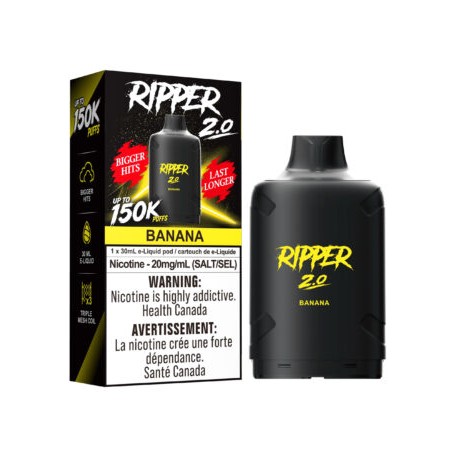 UP TO
150K
PUFFS
BIGGER
HITS
30 ML
E-LIQUID
x3
TRIPLE
MESH COIL
RIPPER
2.0
BIGGER
HITS
RIPPER
2.0
BANANA
LAST
LONGER
UP TO
150K PUFFS
BANANA
1 x 30mL e-Liquid pod / cartouche de e-Liquide
Nicotine - 20mg/mL (SALT/SEL)
WARNING:
Nicotine is highly addictive.
Health Canada
AVERTISSEMENT:
La nicotine crée une forte
dépendance.
Santé Canada
RIPPER
2.0
BANANA